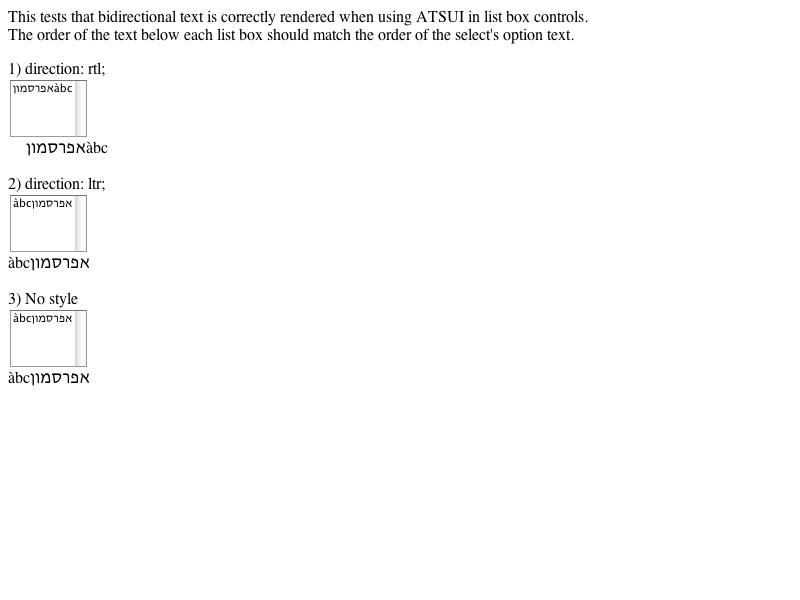 This tests that bidirectional text is correctly rendered when using ATSUI in list box controls.
The order of the text below each list box should match the order of the select's option text.
1) direction: rtl;
àbcאפרסמון
àbcאפרסמון
2) direction: ltr;
àbcאפרסמון
àbcאפרסמון
3) No style
àbcאפרסמון
àbcאפרסמון